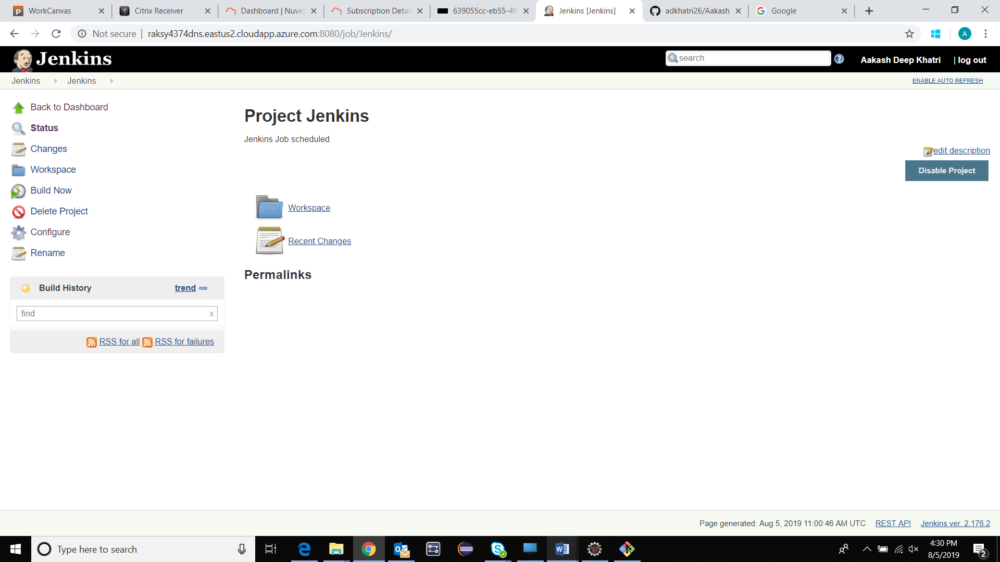 WorkCanvas
Citrix Receiver
Dashboard | Nuvep
Subscription Detail
639055cc-eb55-4f
Jenkins [Jenkins]
adkhatri26/Aakash
Google
Not secure | raksy4374dns.eastus2.cloudapp.azure.com:8080/job/Jenkins/
A
Jenkins
search
Aakash Deep Khatri
| log out
Jenkins
Jenkins
ENABLE AUTO REFRESH
Back to Dashboard
Status
Changes
Workspace
Build Now
Delete Project
Configure
Rename
Project Jenkins
Jenkins Job scheduled
edit description
Disable Project
Workspace
Recent Changes
Permalinks
Build History
trend
find
x
RSS for all
RSS for failures
Page generated: Aug 5, 2019 11:00:46 AM UTC
REST API
Jenkins ver. 2.176.2
Type here to search
4:30 PM
8/5/2019
2